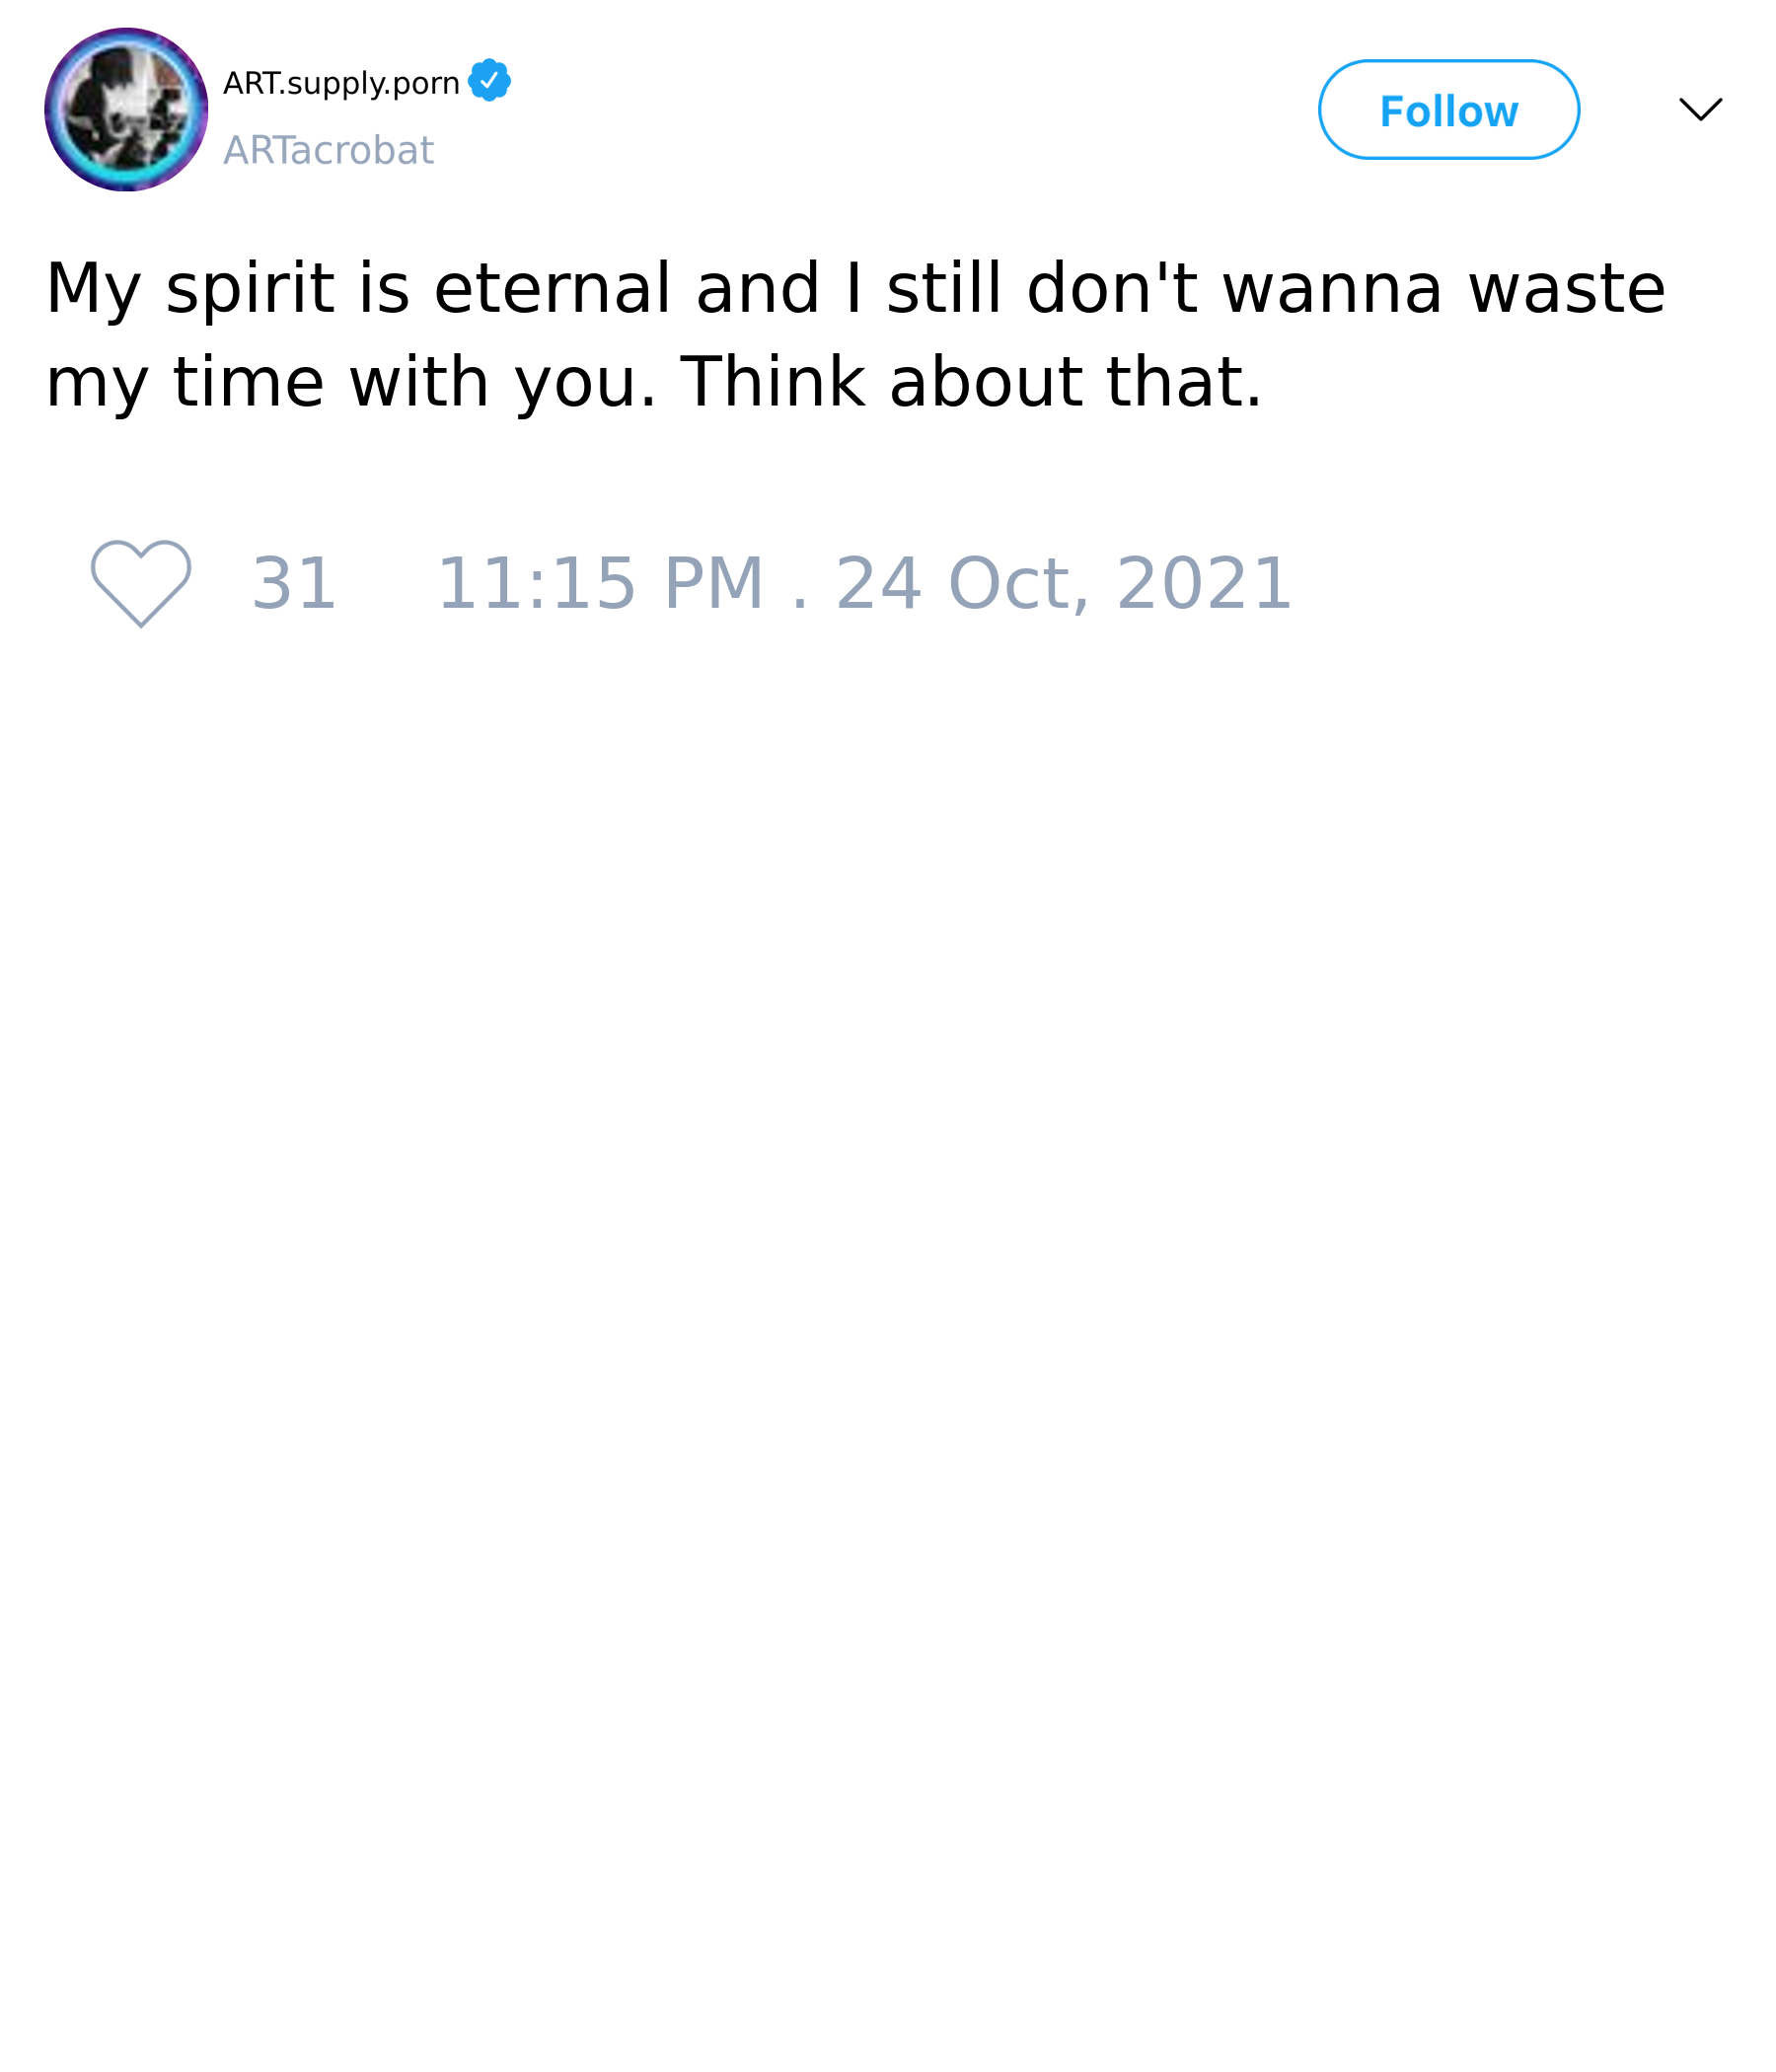 ART.supply.porn
ARTacrobat
Follow
My spirit is eternal and I still don't wanna waste
my time with you. Think about that.
31 11:15 PM . 24 Oct, 2021